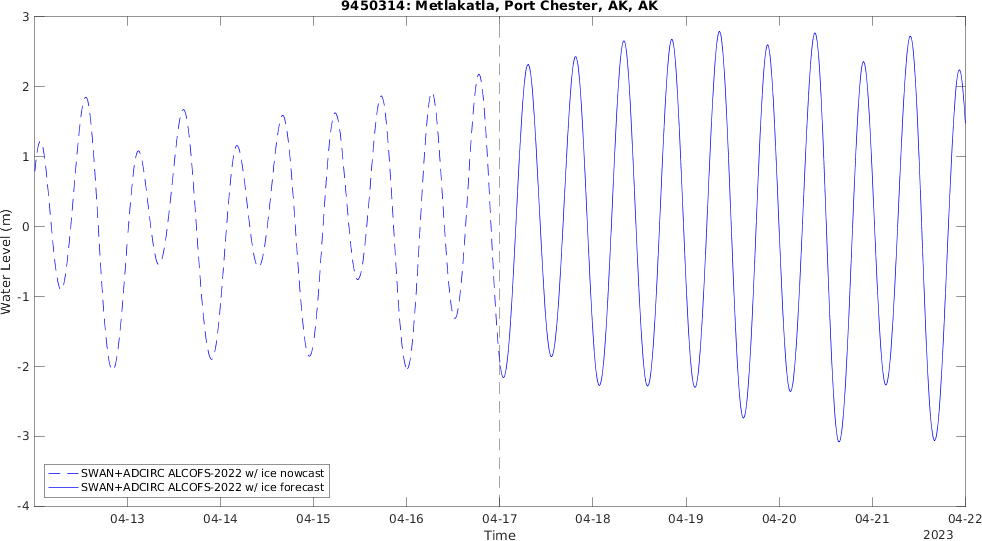 9450314: Metlakatla, Port Chester, AK, AK
3
2
1
0
-1
-2
-3
-4
Water Level (m)
SWAN+ADCIRC ALCOFS-2022 w/ ice nowcast
SWAN+ADCIRC ALCOFS-2022 w/ ice forecast
04-13 04-14 04-15 04-16 04-17 04-18 04-19 04-20 04-21 04-22
Time
2023